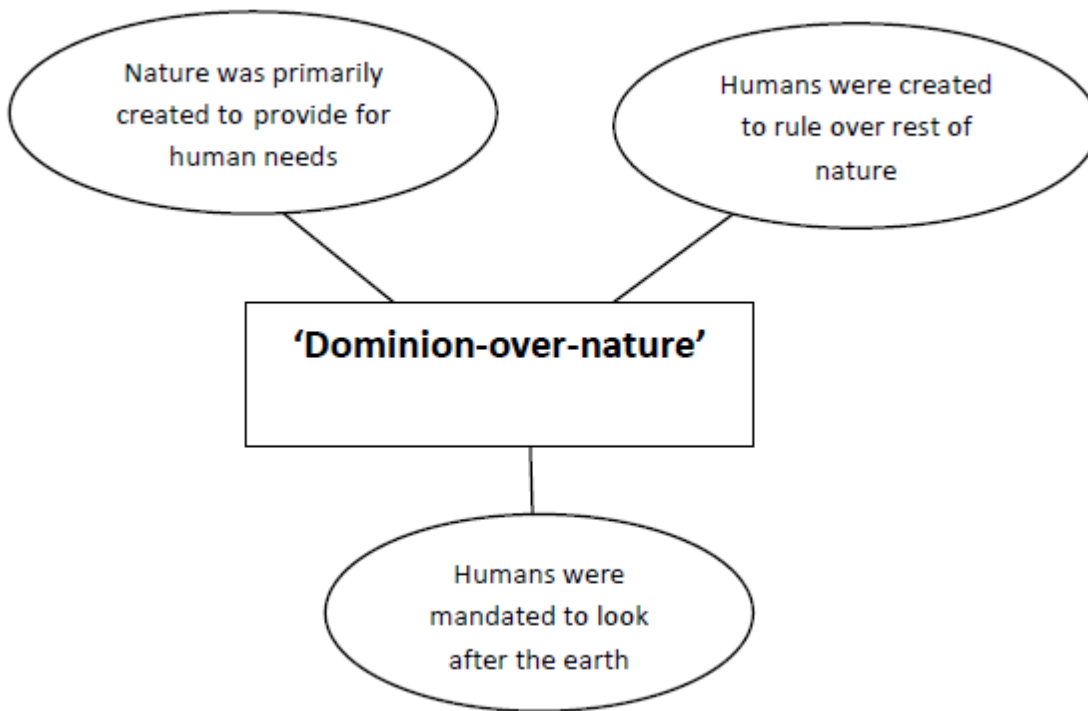 Nature was primarily
created to provide for
human needs
Humans were created
to rule over rest of
nature
‘Dominion-over-nature’
Humans were
mandated to look
after the earth